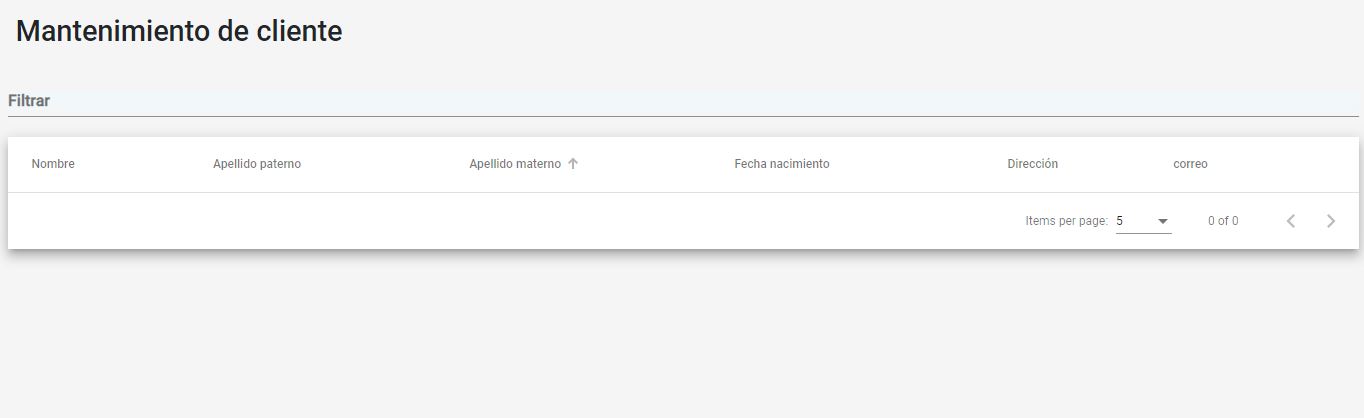 Mantenimiento de cliente
Filtrar
Nombre Apellido paterno Apellido materno Fecha nacimiento Dirección correo
Items per page: 5 0 of 0